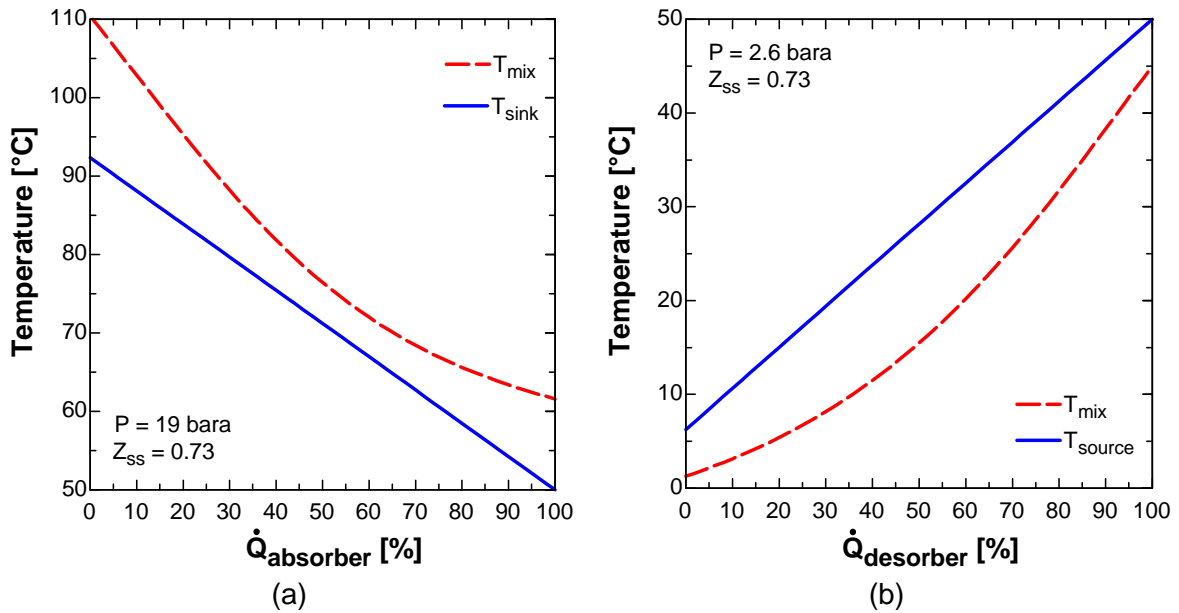 110
100
90
80
70
60
50
Temperature [°C]
T_mix
T_sink
P = 19 bara
Z_ss = 0.73
0 10 20 30 40 50 60 70 80 90 100
Q̇_absorber [%]
(a)
50
40
30
20
10
0
Temperature [°C]
P = 2.6 bara
Z_ss = 0.73
T_mix
T_source
0 10 20 30 40 50 60 70 80 90 100
Q̇_desorber [%]
(b)